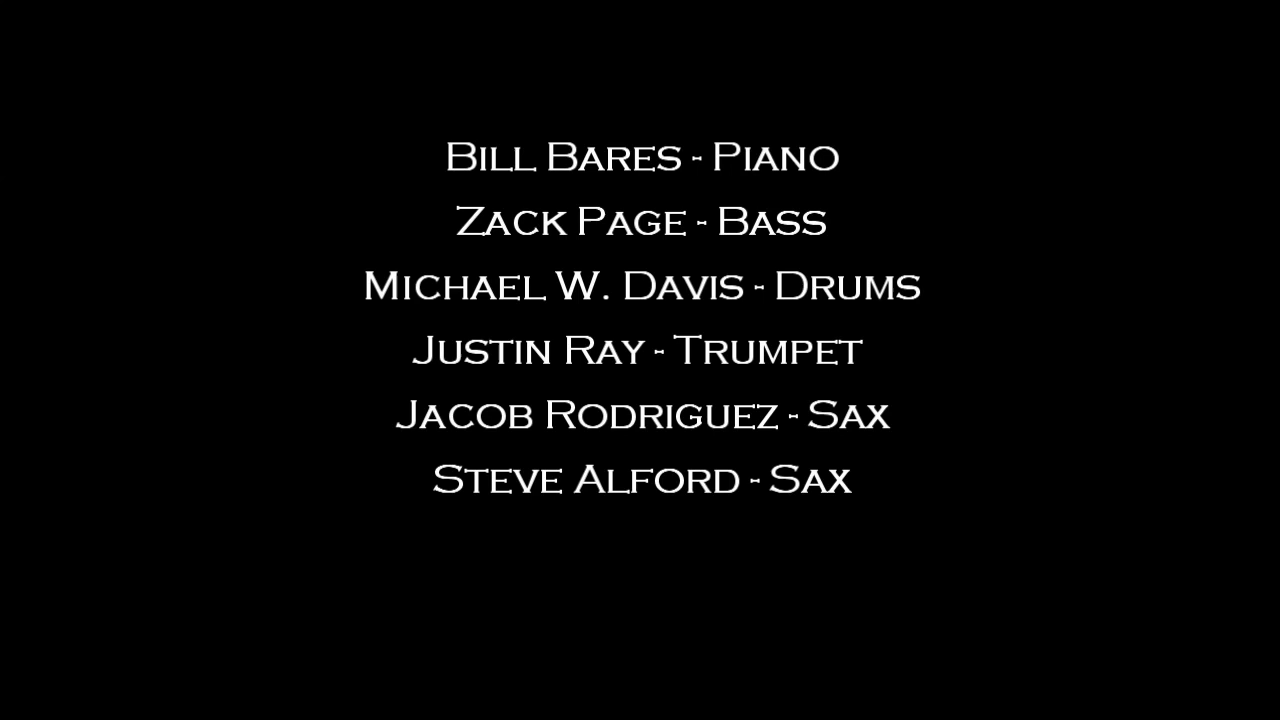 Bill Bares - Piano
Zack Page - Bass
Michael W. Davis - Drums
Justin Ray - Trumpet
Jacob Rodriguez - Sax
Steve Alford - Sax